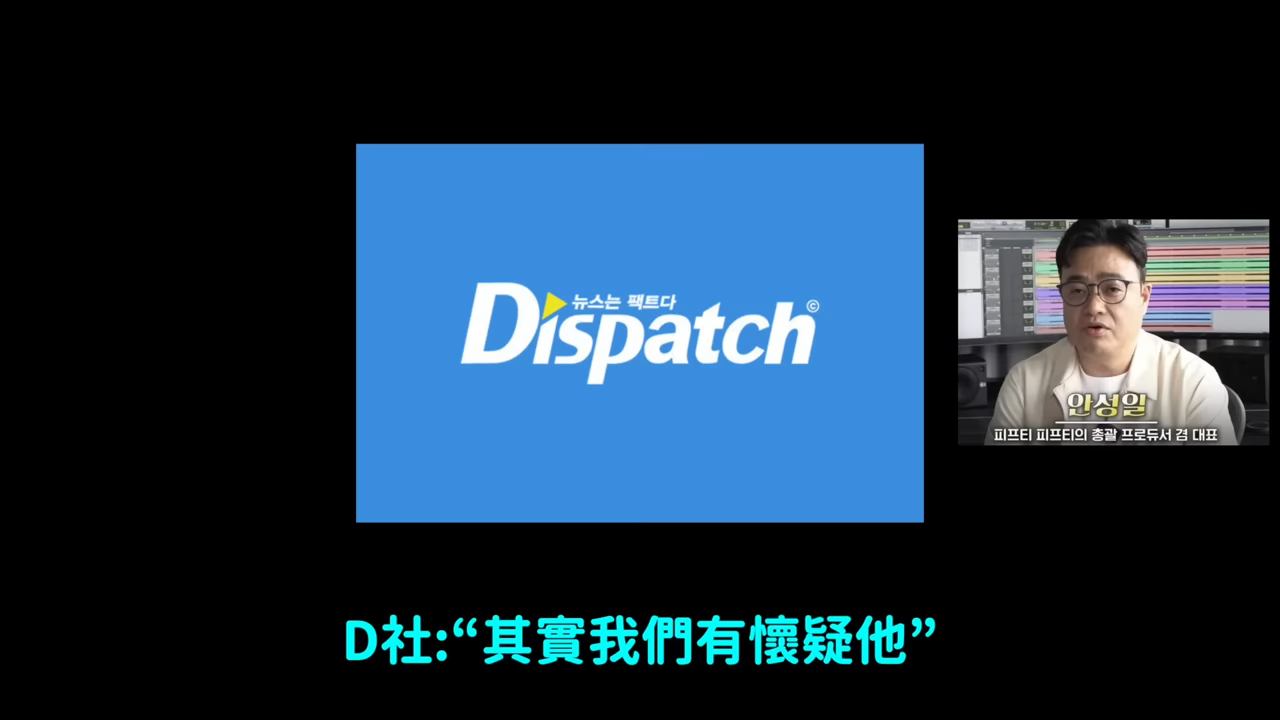 뉴스는 팩트다
Dispatch©
안성일
피프티 피프티의 총괄 프로듀서 겸 대표
D社:“其實我們有懷疑他”